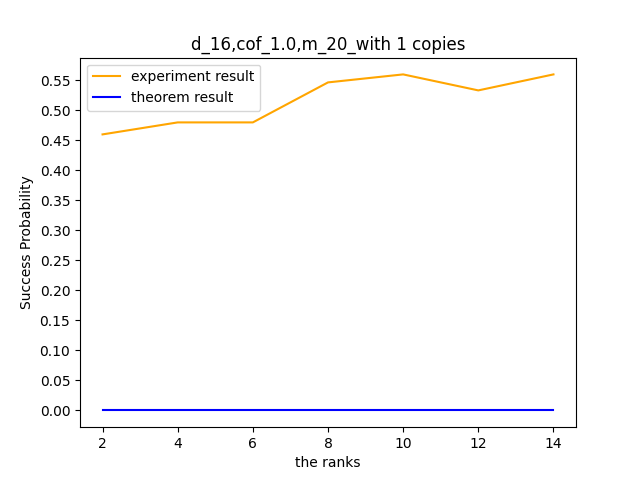 d_16,cof_1.0,m_20_with 1 copies
experiment result
theorem result
Success Probability
0.55
0.50
0.45
0.40
0.35
0.30
0.25
0.20
0.15
0.10
0.05
0.00
2 4 6 8 10 12 14
the ranks